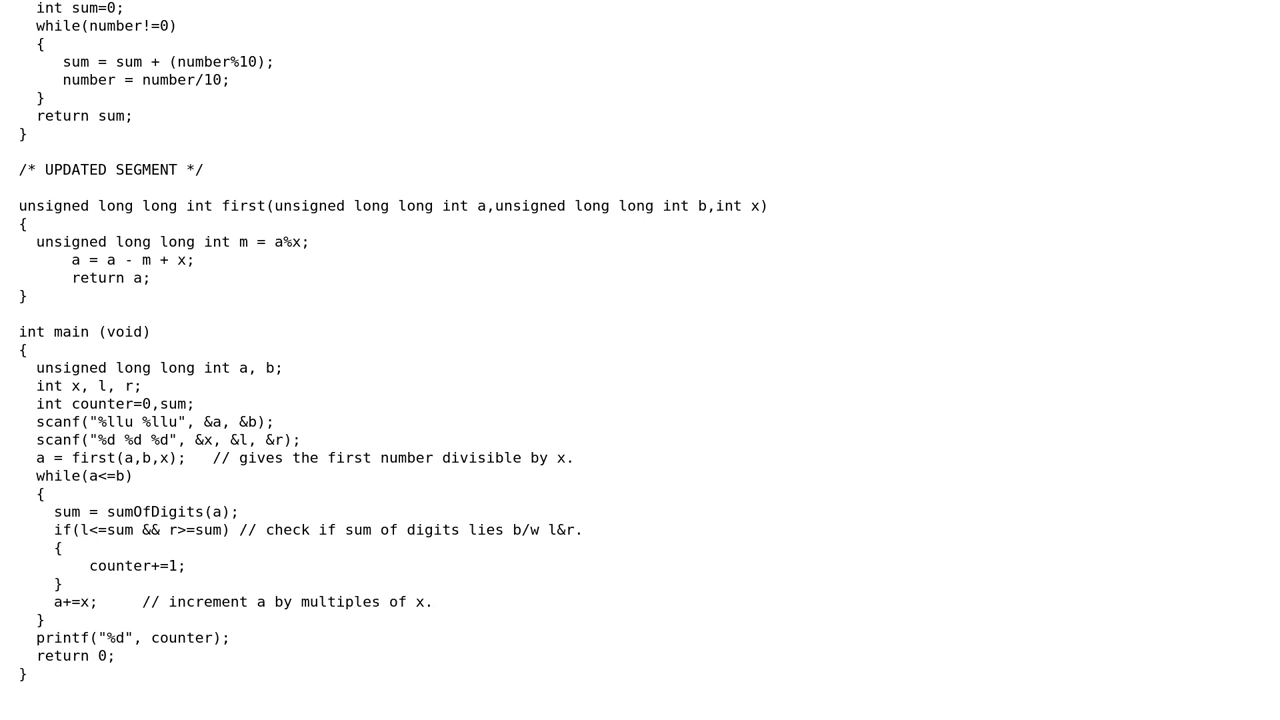 int sum=0;
while(number!=0)
{
sum = sum + (number%10);
number = number/10;
}
return sum;
}
/* UPDATED SEGMENT */
unsigned long long int first(unsigned long long int a,unsigned long long int b,int x)
{
unsigned long long int m = a%x;
a = a - m + x;
return a;
}
int main (void)
{
unsigned long long int a, b;
int x, l, r;
int counter=0,sum;
scanf("%llu %llu", &a, &b);
scanf("%d %d %d", &x, &l, &r);
a = first(a,b,x);   // gives the first number divisible by x.
while(a<=b)
{
sum = sumOfDigits(a);
if(l<=sum && r>=sum) // check if sum of digits lies b/w l&r.
{
counter+=1;
}
a+=x;     // increment a by multiples of x.
}
printf("%d", counter);
return 0;
}